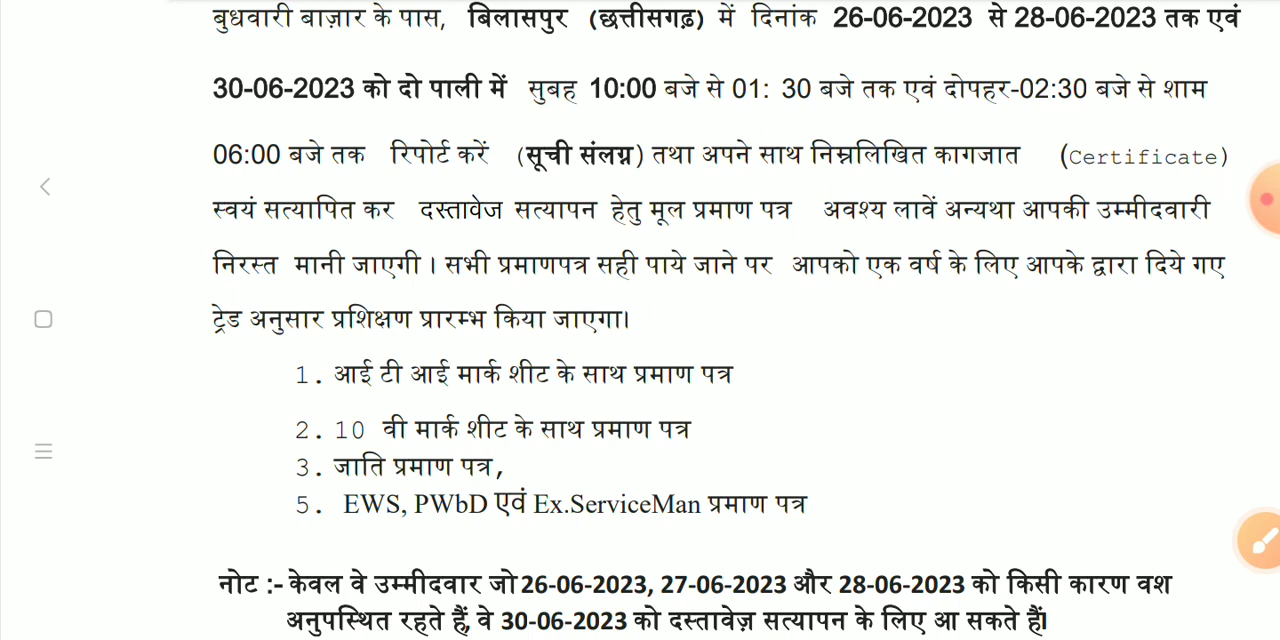 बुधवारी बाज़ार के पास, बिलासपुर (छत्तीसगढ़) में दिनांक 26-06-2023 से 28-06-2023 तक एवं
30-06-2023 को दो पाली में सुबह 10:00 बजे से 01: 30 बजे तक एवं दोपहर-02:30 बजे से शाम
06:00 बजे तक रिपोर्ट करें (सूची संलग्न) तथा अपने साथ निम्नलिखित कागजात (Certificate)
स्वयं सत्यापित कर दस्तावेज सत्यापन हेतु मूल प्रमाण पत्र अवश्य लावें अन्यथा आपकी उम्मीदवारी
निरस्त मानी जाएगी। सभी प्रमाणपत्र सही पाये जाने पर आपको एक वर्ष के लिए आपके द्वारा दिये गए
ट्रेड अनुसार प्रशिक्षण प्रारम्भ किया जाएगा।
1. आई टी आई मार्क शीट के साथ प्रमाण पत्र
2. 10 वी मार्क शीट के साथ प्रमाण पत्र
3. जाति प्रमाण पत्र,
5. EWS, PWbD एवं Ex.ServiceMan प्रमाण पत्र
नोट :- केवल वे उम्मीदवार जो 26-06-2023, 27-06-2023 और 28-06-2023 को किसी कारण वश
अनुपस्थित रहते हैं, वे 30-06-2023 को दस्तावेज़ सत्यापन के लिए आ सकते हैं।